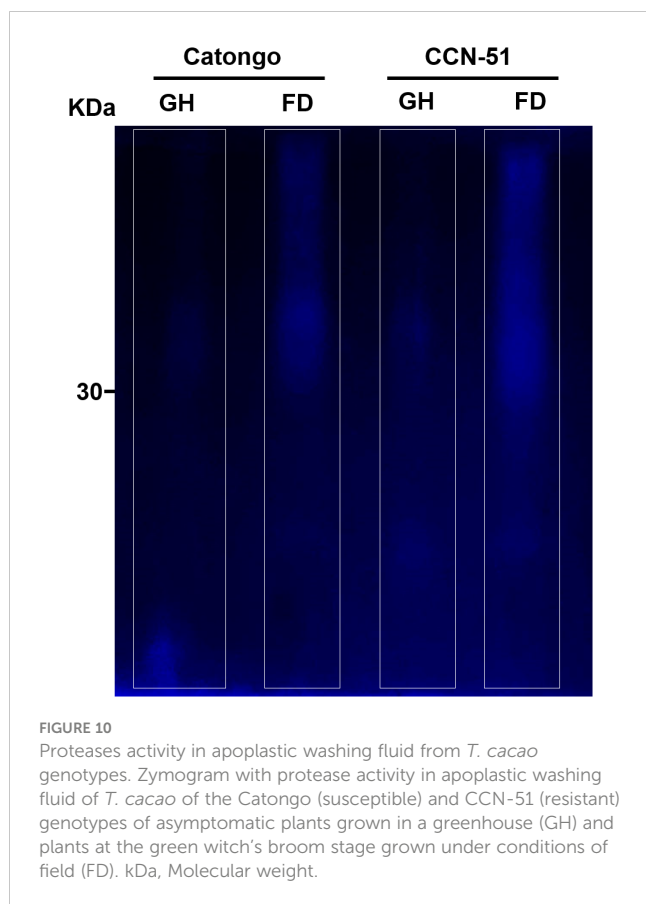 Catongo CCN-51
KDa GH FD GH FD
30
FIGURE 10
Proteases activity in apoplastic washing fluid from T. cacao
genotypes. Zymogram with protease activity in apoplastic washing
fluid of T. cacao of the Catongo (susceptible) and CCN-51 (resistant)
genotypes of asymptomatic plants grown in a greenhouse (GH) and
plants at the green witch's broom stage grown under conditions of
field (FD). kDa, Molecular weight.